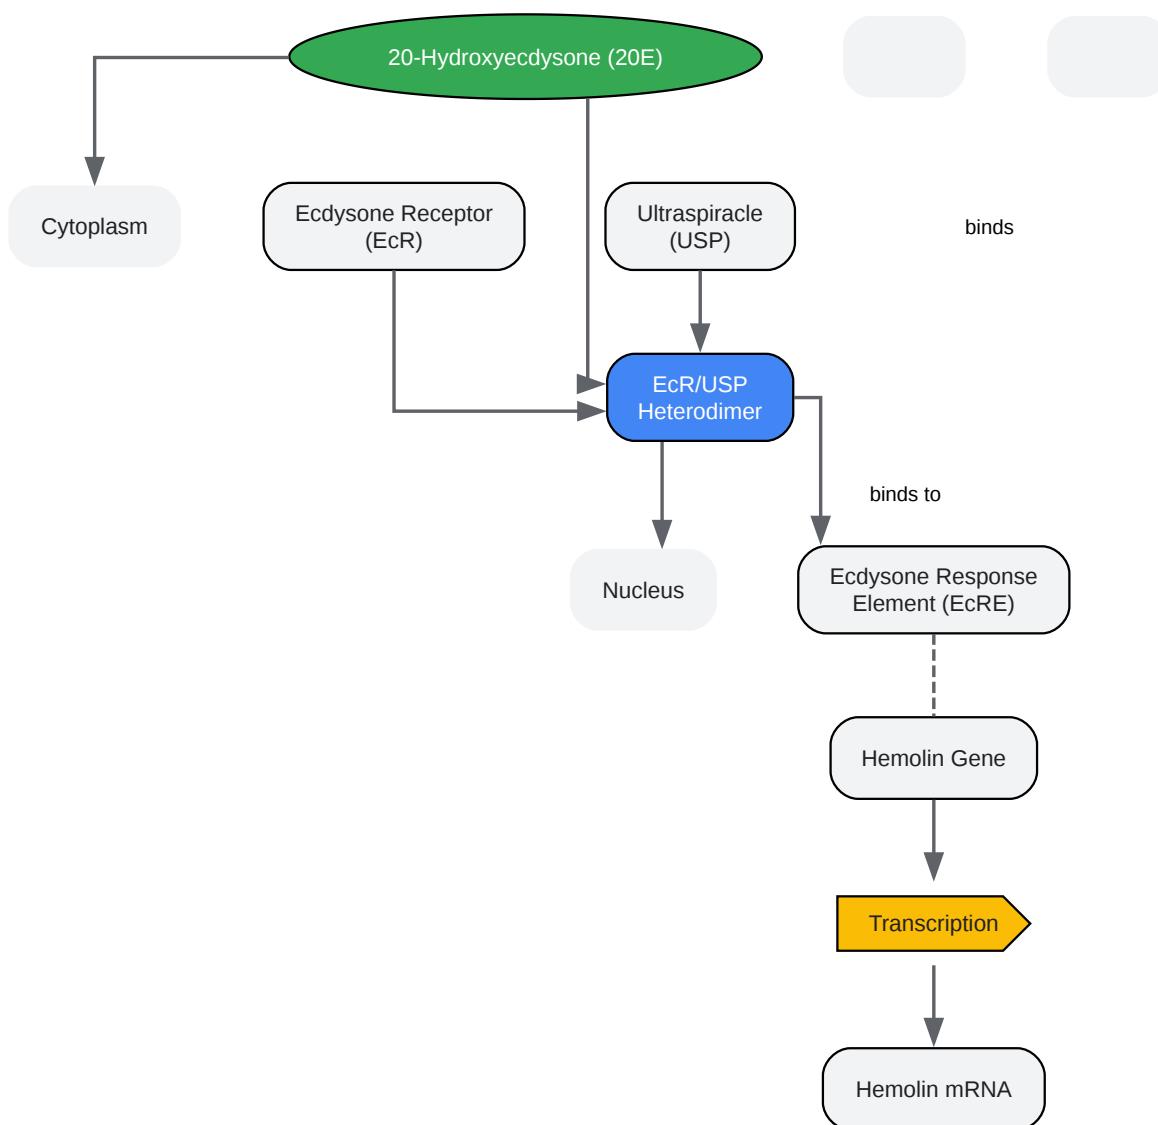 20-Hydroxyecdysone (20E)
Cytoplasm
Ecdysone Receptor
(EcR)
Ultraspiracle
(USP)
binds
EcR/USP
Heterodimer
binds to
Nucleus
Ecdysone Response
Element (EcRE)
Hemolin Gene
Transcription
Hemolin mRNA